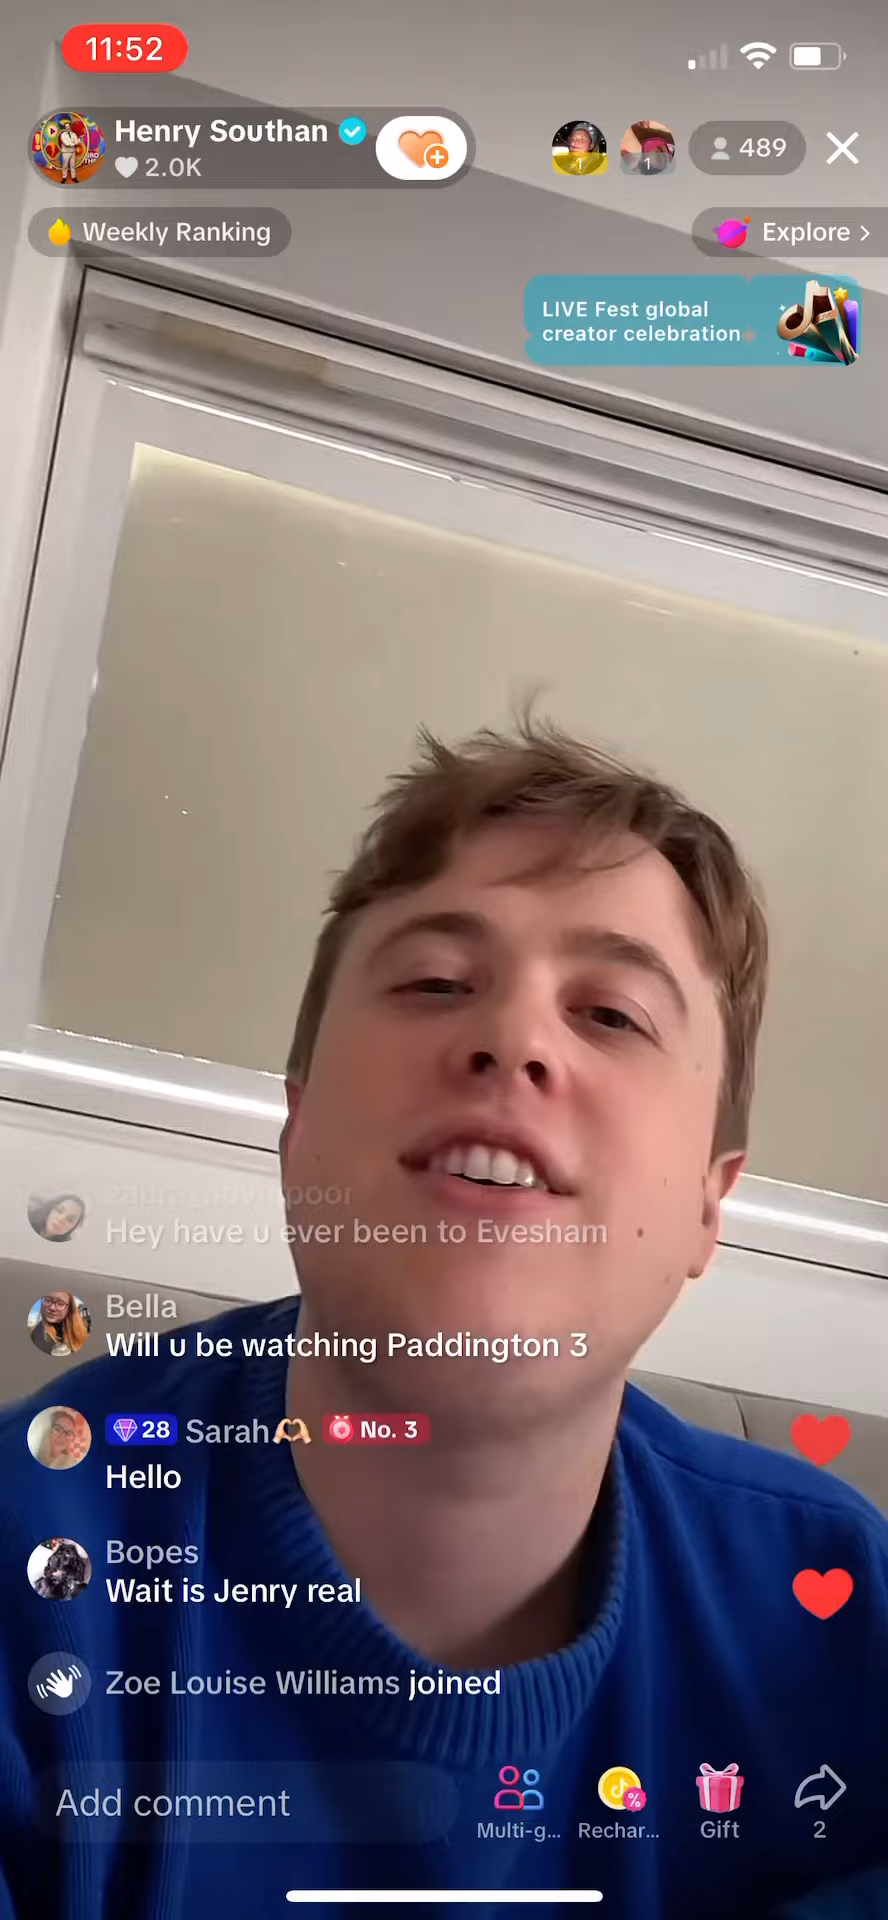 11:52
Henry Southan
2.0K
1
1
489
Weekly Ranking
Explore >
LIVE Fest global
creator celebration
Hey have u ever been to Evesham
Bella
Will u be watching Paddington 3
28 Sarah🫶🏻 No. 3
Hello
Bopes
Wait is Jenry real
Zoe Louise Williams joined
Add comment
Multi-g...
Rechar...
Gift
2